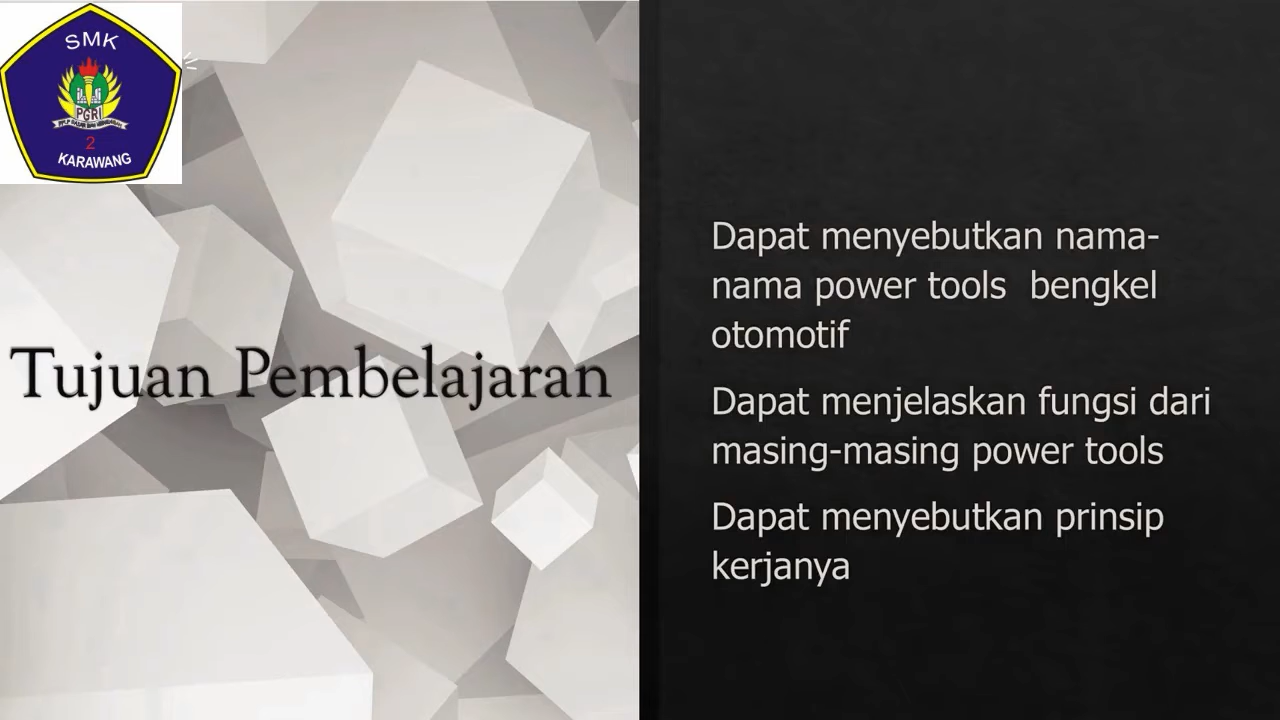 SMK
PGRI
2
KARAWANG
Tujuan Pembelajaran
Dapat menyebutkan nama-
nama power tools  bengkel
otomotif
Dapat menjelaskan fungsi dari
masing-masing power tools
Dapat menyebutkan prinsip
kerjanya